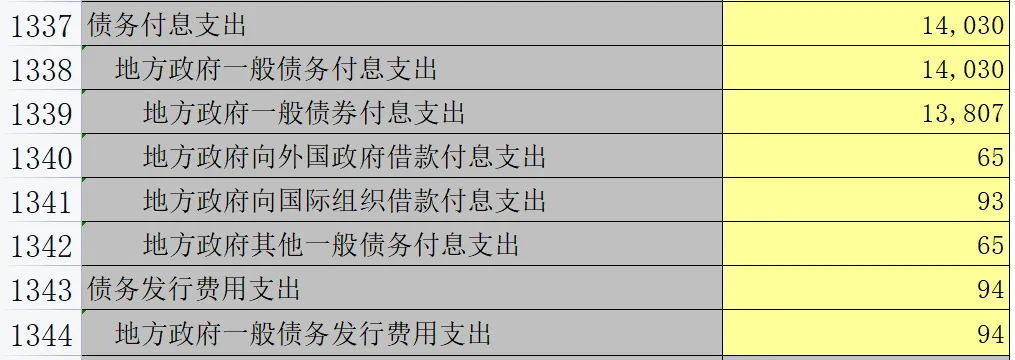 1337 债务付息支出 14,030
1338 地方政府一般债务付息支出 14,030
1339 地方政府一般债券付息支出 13,807
1340 地方政府向外国政府借款付息支出 65
1341 地方政府向国际组织借款付息支出 93
1342 地方政府其他一般债务付息支出 65
1343 债务发行费用支出 94
1344 地方政府一般债务发行费用支出 94